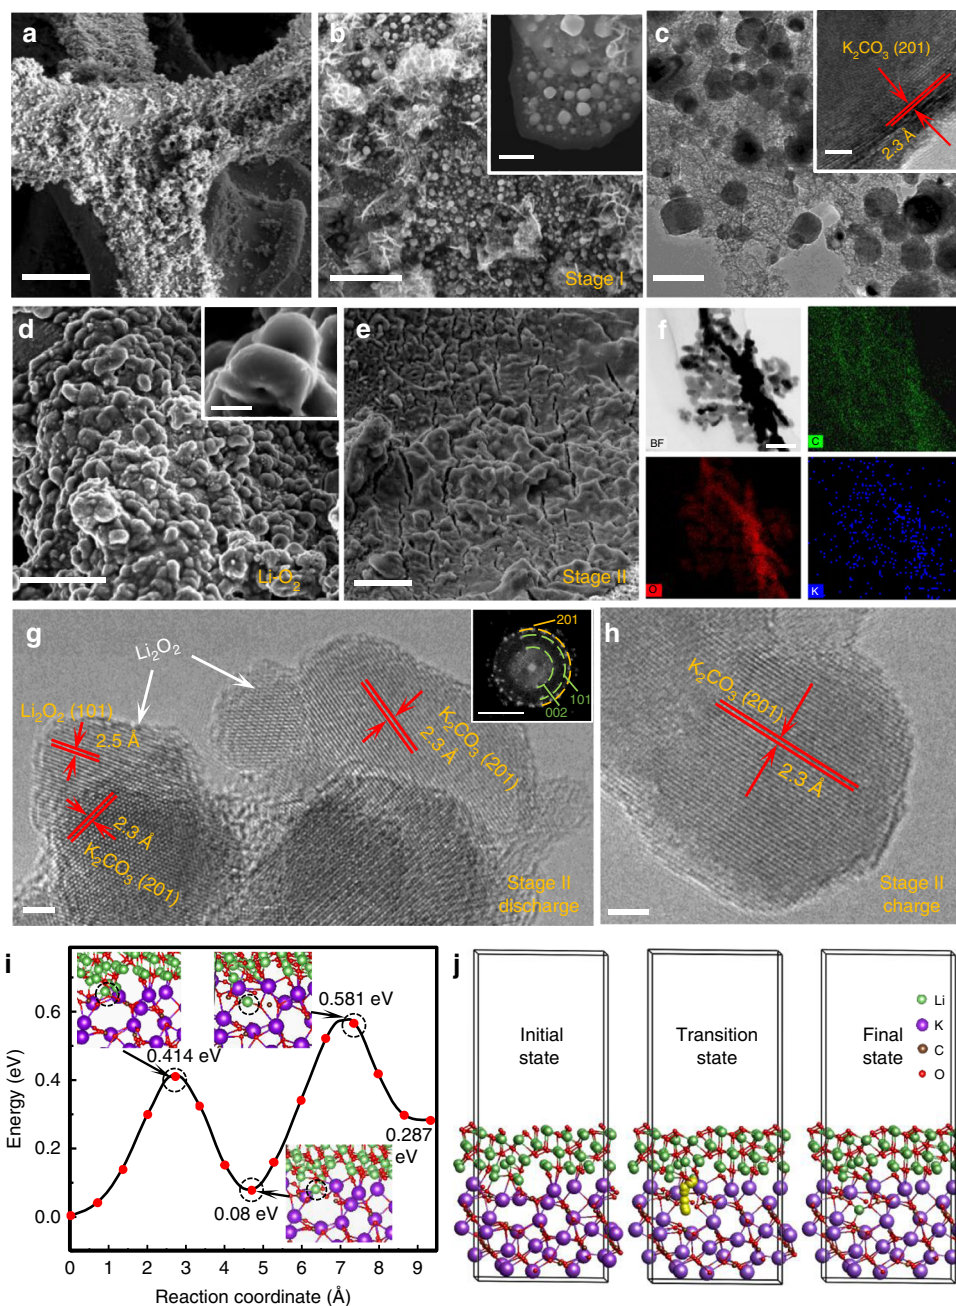 a
b
Stage I
c
K₂CO₃ (201)
2.3 Å
d
Li-O₂
e
Stage II
f
BF
C
O
K
g
Li₂O₂
Li₂O₂ (101)
2.5 Å
2.3 Å
K₂CO₃ (201)
K₂CO₃ (201)
2.3 Å
201
101
002
Stage II
discharge
h
K₂CO₃ (201)
2.3 Å
Stage II
charge
i
Energy (eV)
0.6
0.4
0.2
0.0
0.414 eV
0.581 eV
0.08 eV
0.287
eV
0 1 2 3 4 5 6 7 8 9
Reaction coordinate (Å)
j
Initial
state
Transition
state
Final
state
Li
K
C
O